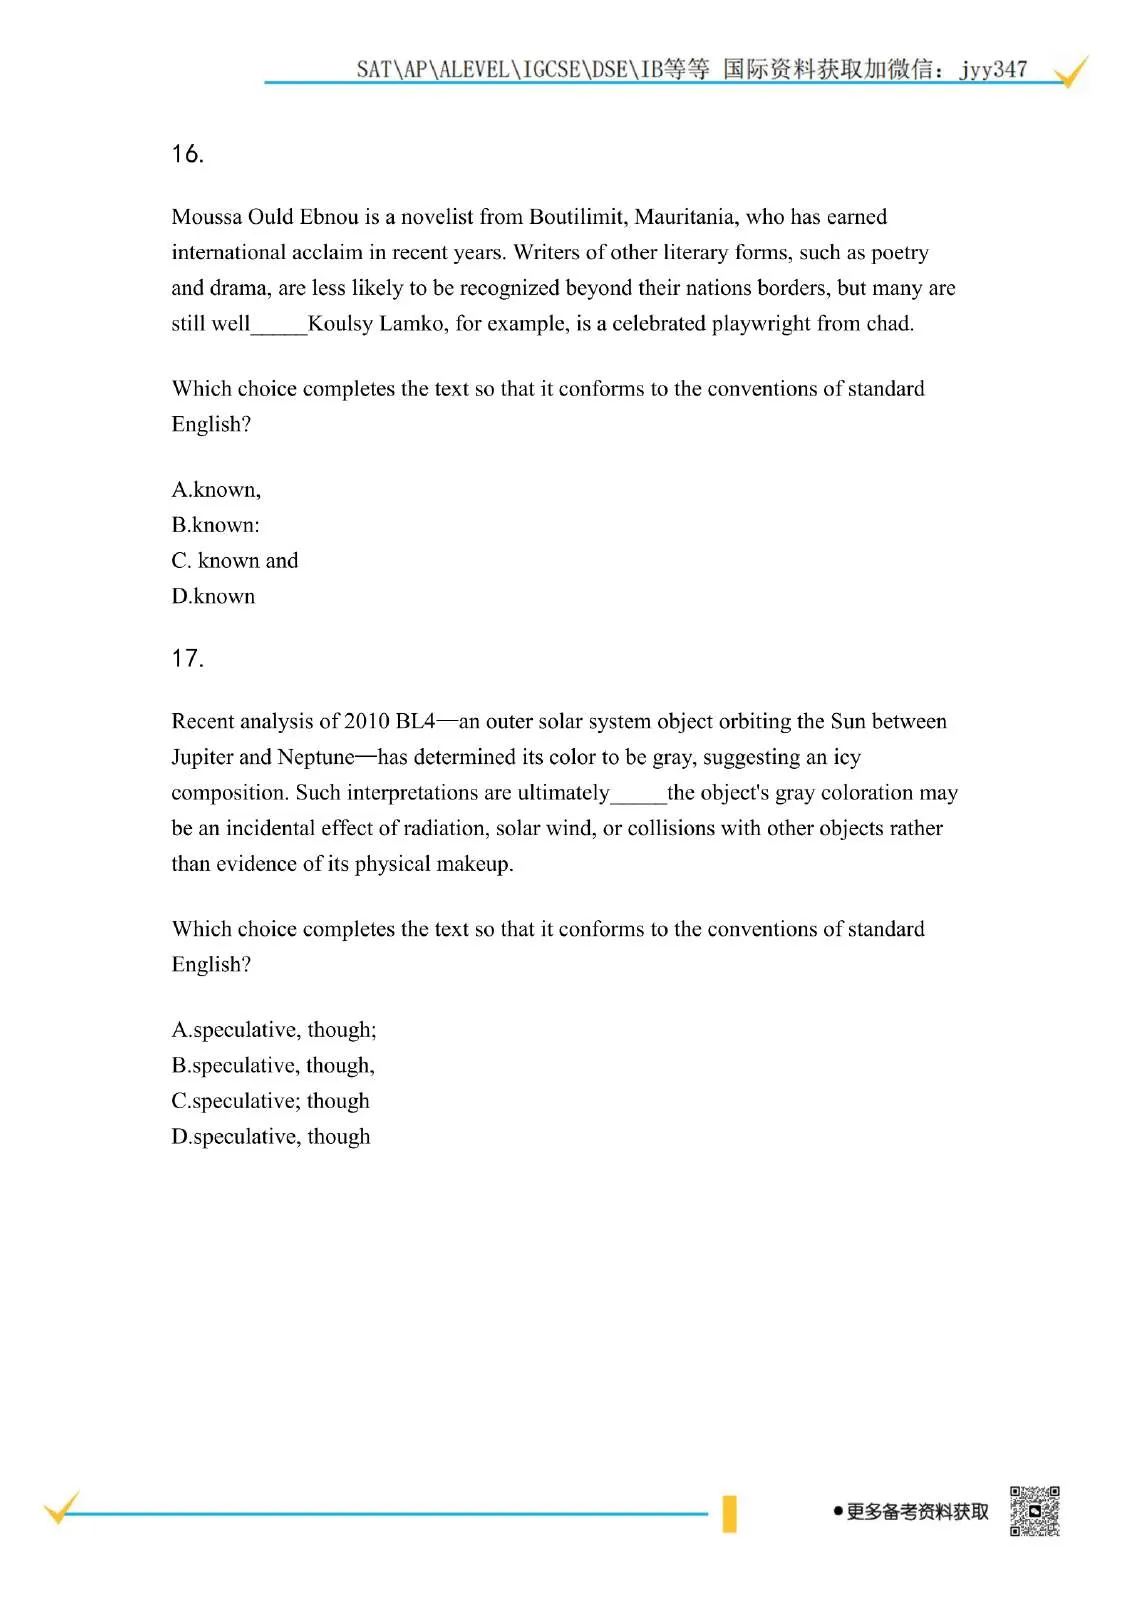 SAT\AP\ALEVEL\IGCSE\DSE\IB等等 国际资料获取加微信：jyy347
16.
Moussa Ould Ebnou is a novelist from Boutilimit, Mauritania, who has earned
international acclaim in recent years. Writers of other literary forms, such as poetry
and drama, are less likely to be recognized beyond their nations borders, but many are
still well_____Koulsy Lamko, for example, is a celebrated playwright from chad.
Which choice completes the text so that it conforms to the conventions of standard
English?
A.known,
B.known:
C. known and
D.known
17.
Recent analysis of 2010 BL4—an outer solar system object orbiting the Sun between
Jupiter and Neptune—has determined its color to be gray, suggesting an icy
composition. Such interpretations are ultimately_____the object's gray coloration may
be an incidental effect of radiation, solar wind, or collisions with other objects rather
than evidence of its physical makeup.
Which choice completes the text so that it conforms to the conventions of standard
English?
A.speculative, though;
B.speculative, though,
C.speculative; though
D.speculative, though
●更多备考资料获取